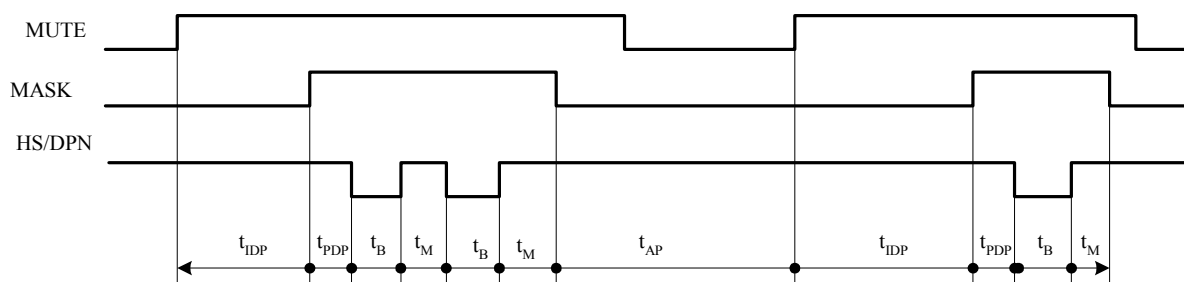 MUTE
MASK
HS/DPN
tIDP tPDP tB tM tB tM tAP tIDP tPDP tB tM